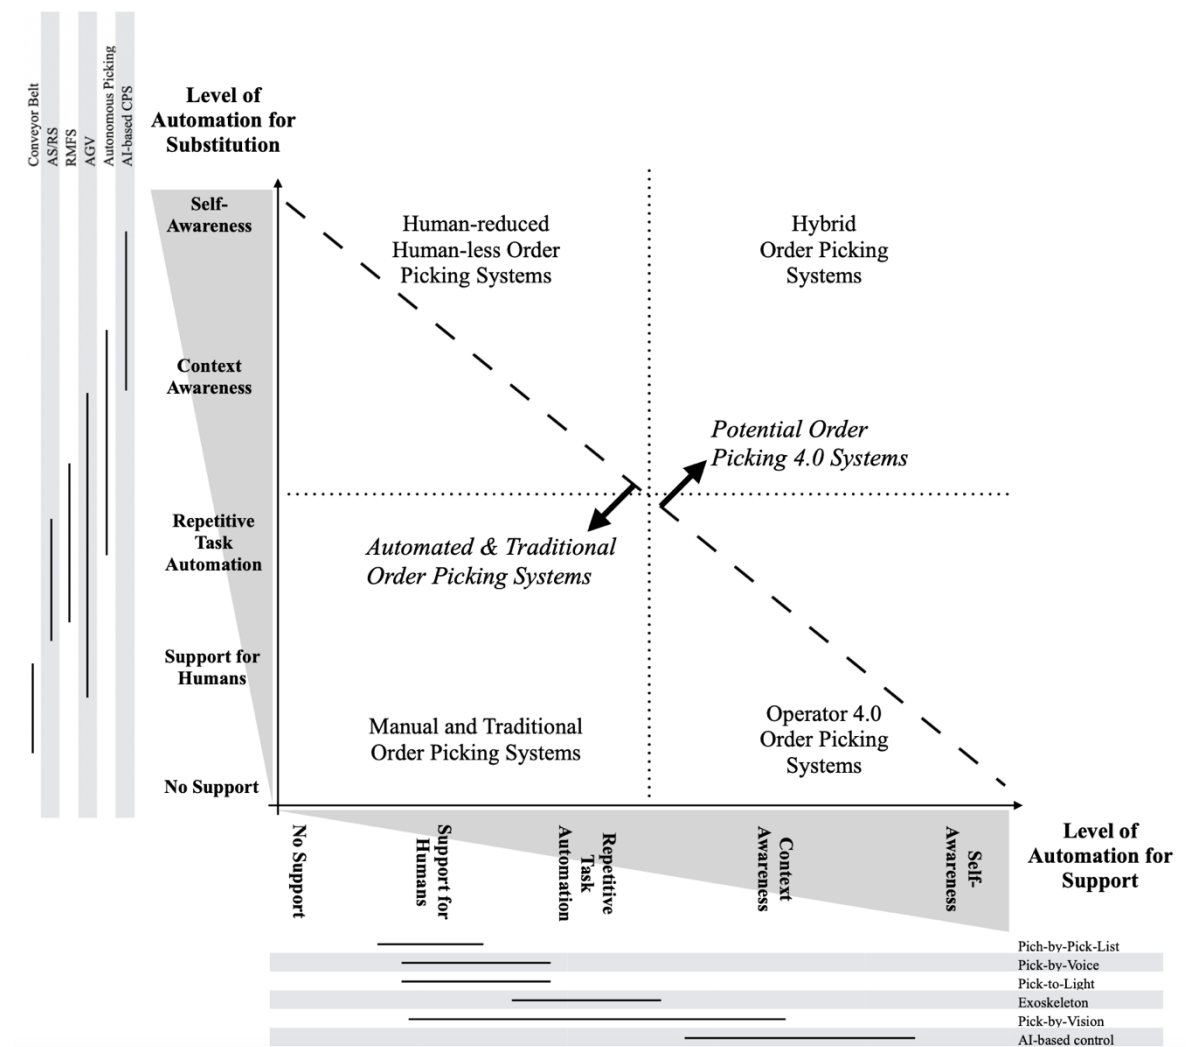 Conveyor Belt
AS/RS
RMFS
AGV
Autonomous Picking
AI-based CPS
Level of
Automation for
Substitution
Self-
Awareness
Context
Awareness
Repetitive
Task
Automation
Support for
Humans
No Support
Human-reduced
Human-less Order
Picking Systems
Hybrid
Order Picking
Systems
Potential Order
Picking 4.0 Systems
Automated & Traditional
Order Picking Systems
Manual and Traditional
Order Picking Systems
Operator 4.0
Order Picking
Systems
No Support
Support for
Humans
Repetitive
Task
Automation
Context
Awareness
Self-
Awareness
Level of
Automation for
Support
Pich-by-Pick-List
Pick-by-Voice
Pick-to-Light
Exoskeleton
Pick-by-Vision
AI-based control